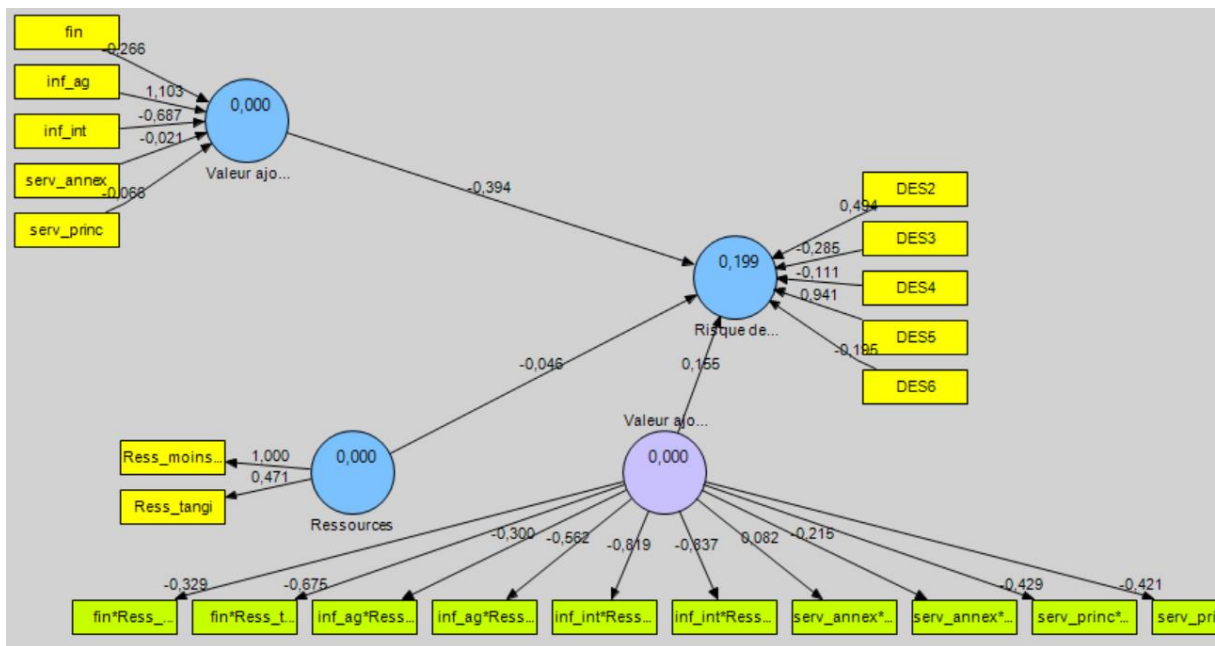 fin
-0,266
inf_ag
1,103
inf_int
-0,687
-0,021
serv_annex
-0,068
serv_princ
0,000
Valeur ajo...
-0,394
DES2
0,494
DES3
-0,285
DES4
-0,111
DES5
0,941
DES6
-0,195
0,199
Risque de...
-0,046
0,155
Ress_moins...
1,000
Ress_tangi
0,471
0,000
Ressources
Valeur ajo...
0,000
-0,329
-0,675
-0,300
-0,562
-0,819
-0,837
0,082
-0,215
-0,429
-0,421
fin*Ress_...
fin*Ress_t...
inf_ag*Ress...
inf_ag*Ress...
inf_int*Ress...
inf_int*Ress...
serv_annex*...
serv_annex*...
serv_princ*...
serv_pri